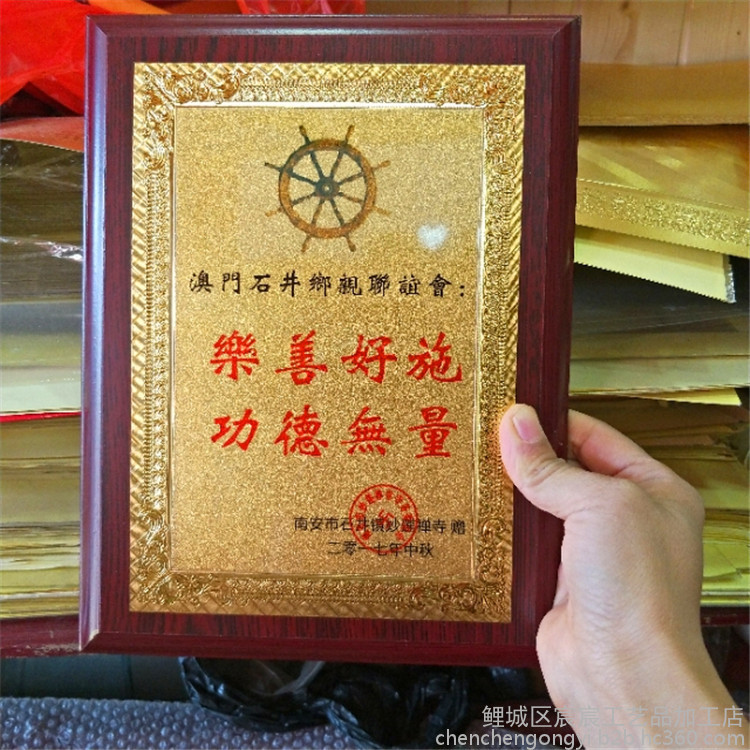 澳門石井鄉親聯誼會:
樂善好施
功德無量
南安市石井镇妙莲禅寺 赠
二零一七年中秋
鲤城区宸宸工艺品加工店